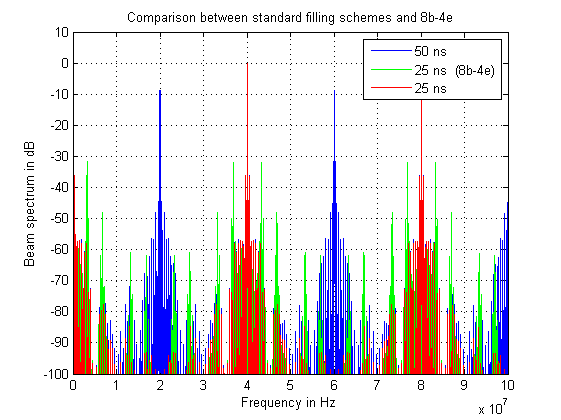 Comparison between standard filling schemes and 8b-4e
Beam spectrum in dB
10
0
-10
-20
-30
-40
-50
-60
-70
-80
-90
-100
50 ns
25 ns (8b-4e)
25 ns
0 1 2 3 4 5 6 7 8 9 10
Frequency in Hz
x 10^7